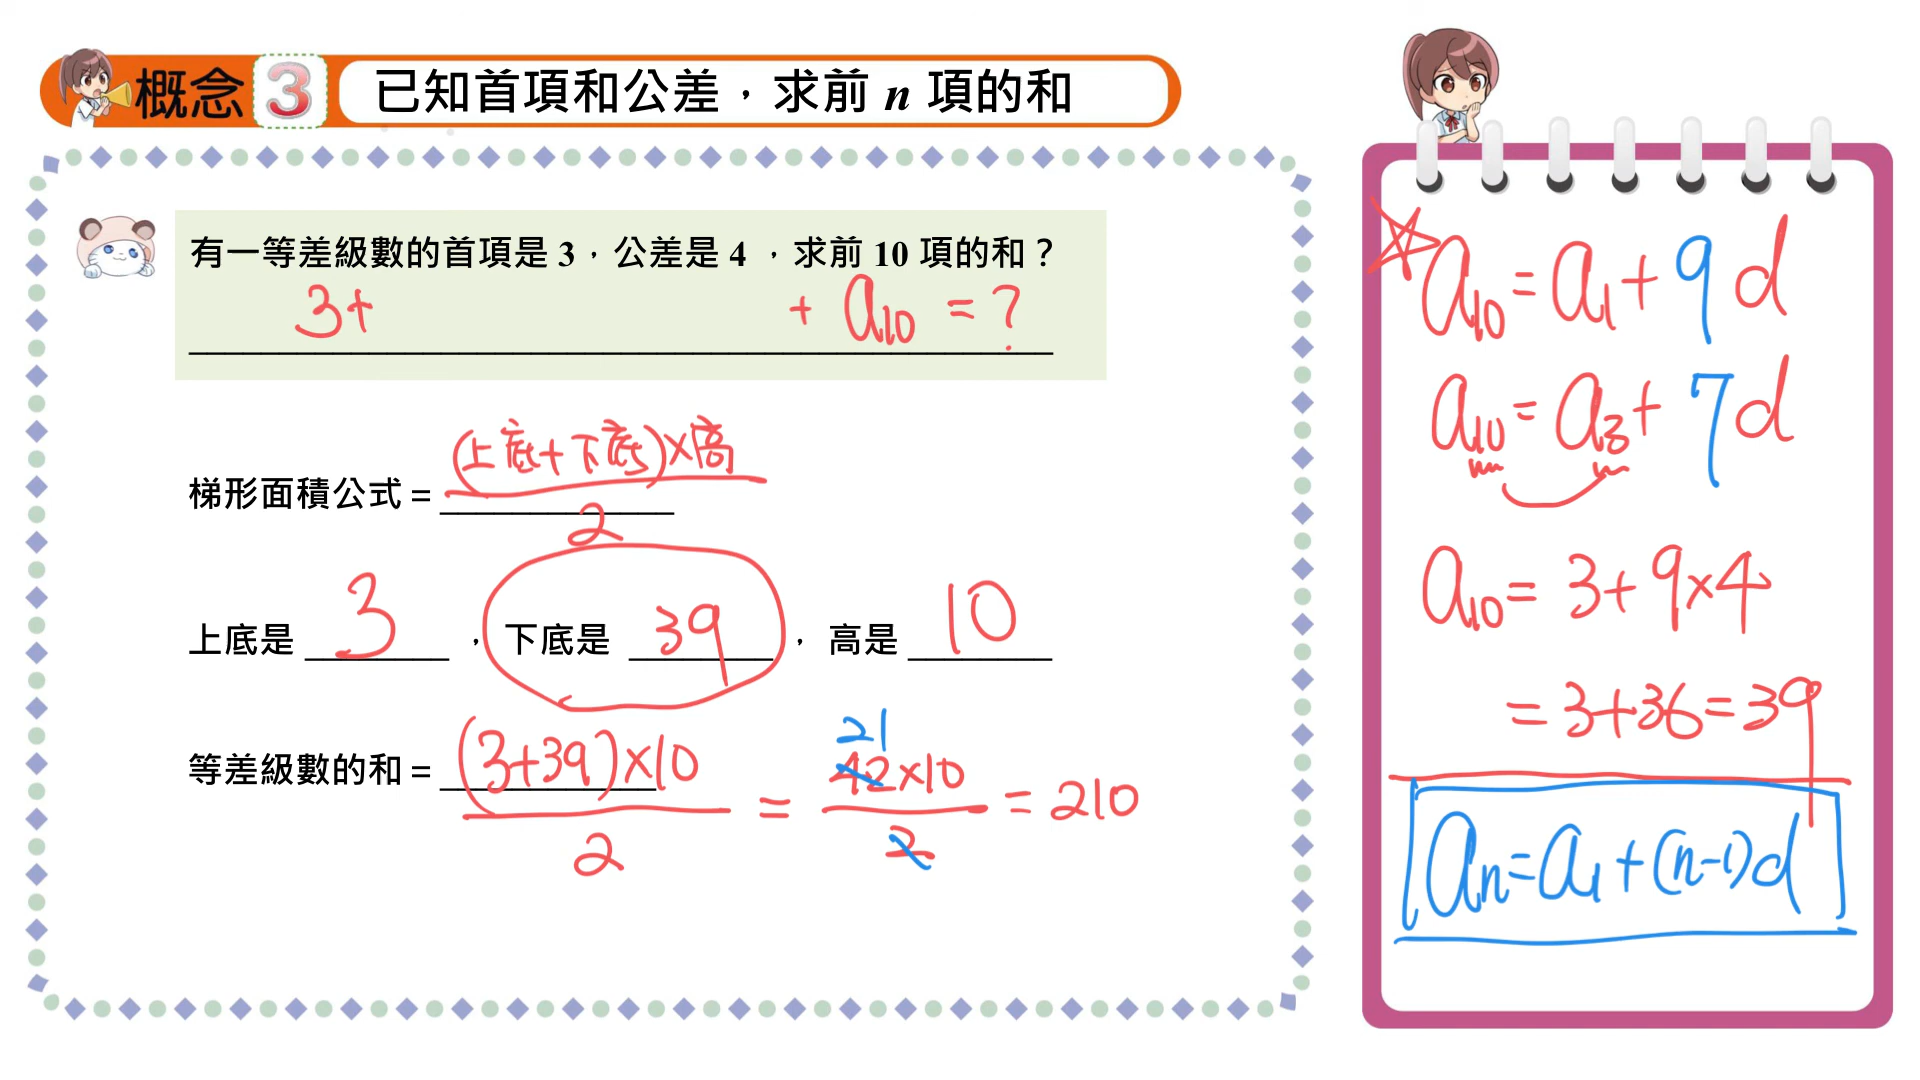 概念 3 已知首項和公差，求前 n 項的和
有一等差級數的首項是 3，公差是 4 ，求前 10 項的和？
3+ + a10 = ?
梯形面積公式 = (上底+下底)×高
2
上底是 3 ， 下底是 39 ， 高是 10
21
等差級數的和 = (3+39)×10 = 42×10 = 210
2 2
a10 = a1 + 9d
a10 = a3 + 7d
a10 = 3+9×4
= 3+36 = 39
an = a1 + (n-1)d